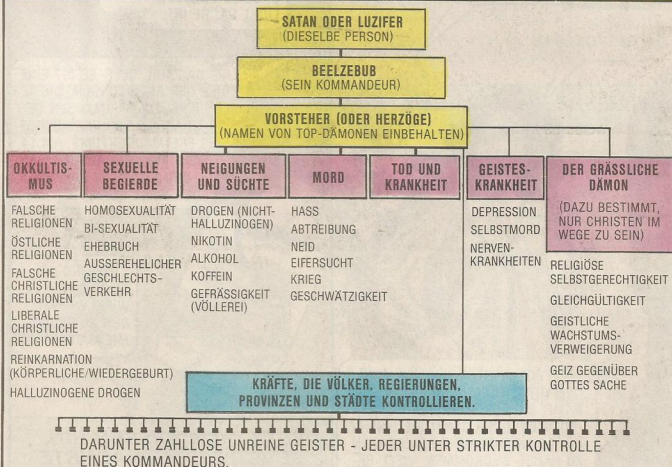 SATAN ODER LUZIFER
(DIESELBE PERSON)
BEELZEBUB
(SEIN KOMMANDEUR)
VORSTEHER (ODER HERZÖGE)
(NAMEN VON TOP-DÄMONEN EINBEHALTEN)
OKKULTIS-
MUS
FALSCHE
RELIGIONEN
ÖSTLICHE
RELIGIONEN
FALSCHE
CHRISTLICHE
RELIGIONEN
LIBERALE
CHRISTLICHE
RELIGIONEN
REINKARNATION
(KÖRPERLICHE/WIEDERGEBURT)
HALLUZINOGENE DROGEN
SEXUELLE
BEGIERDE
HOMOSEXUALITÄT
BI-SEXUALITÄT
EHEBRUCH
AUSSEREHELICHER
GESCHLECHTS-
VERKEHR
NEIGUNGEN
UND SÜCHTE
DROGEN (NICHT-
HALLUZINOGEN)
NIKOTIN
ALKOHOL
KOFFEIN
GEFRÄSSIGKEIT
(VÖLLEREI)
MORD
HASS
ABTREIBUNG
NEID
EIFERSUCHT
KRIEG
GESCHWÄTZIGKEIT
TOD UND
KRANKHEIT
GEISTES-
KRANKHEIT
DEPRESSION
SELBSTMORD
NERVEN-
KRANKHEITEN
DER GRÄSSLICHE
DÄMON
(DAZU BESTIMMT,
NUR CHRISTEN IM
WEGE ZU SEIN)
RELIGIÖSE
SELBSTGERECHTIGKEIT
GLEICHGÜLTIGKEIT
GEISTLICHE
WACHSTUMS-
VERWEIGERUNG
GEIZ GEGENÜBER
GOTTES SACHE
KRÄFTE, DIE VÖLKER, REGIERUNGEN,
PROVINZEN UND STÄDTE KONTROLLIEREN.
DARUNTER ZAHLLOSE UNREINE GEISTER - JEDER UNTER STRIKTER KONTROLLE
EINES KOMMANDEURS.